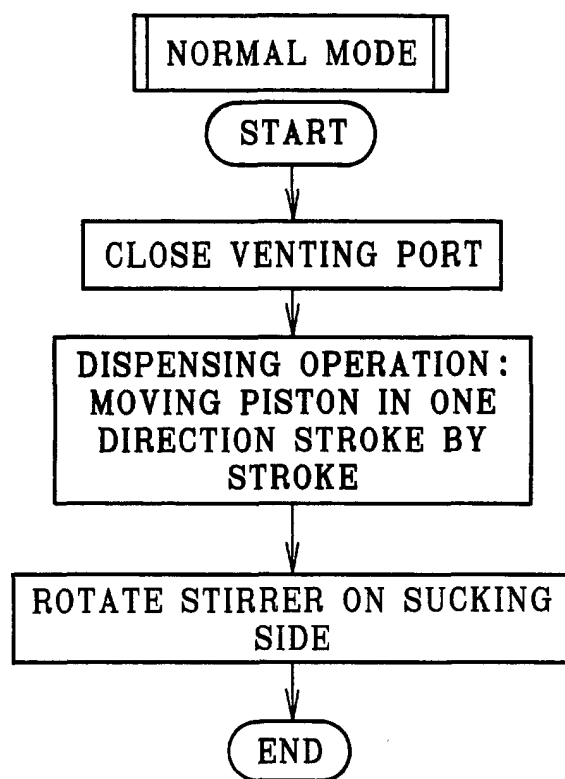 NORMAL MODE
START
CLOSE VENTING PORT
DISPENSING OPERATION:
MOVING PISTON IN ONE
DIRECTION STROKE BY
STROKE
ROTATE STIRRER ON SUCKING
SIDE
END